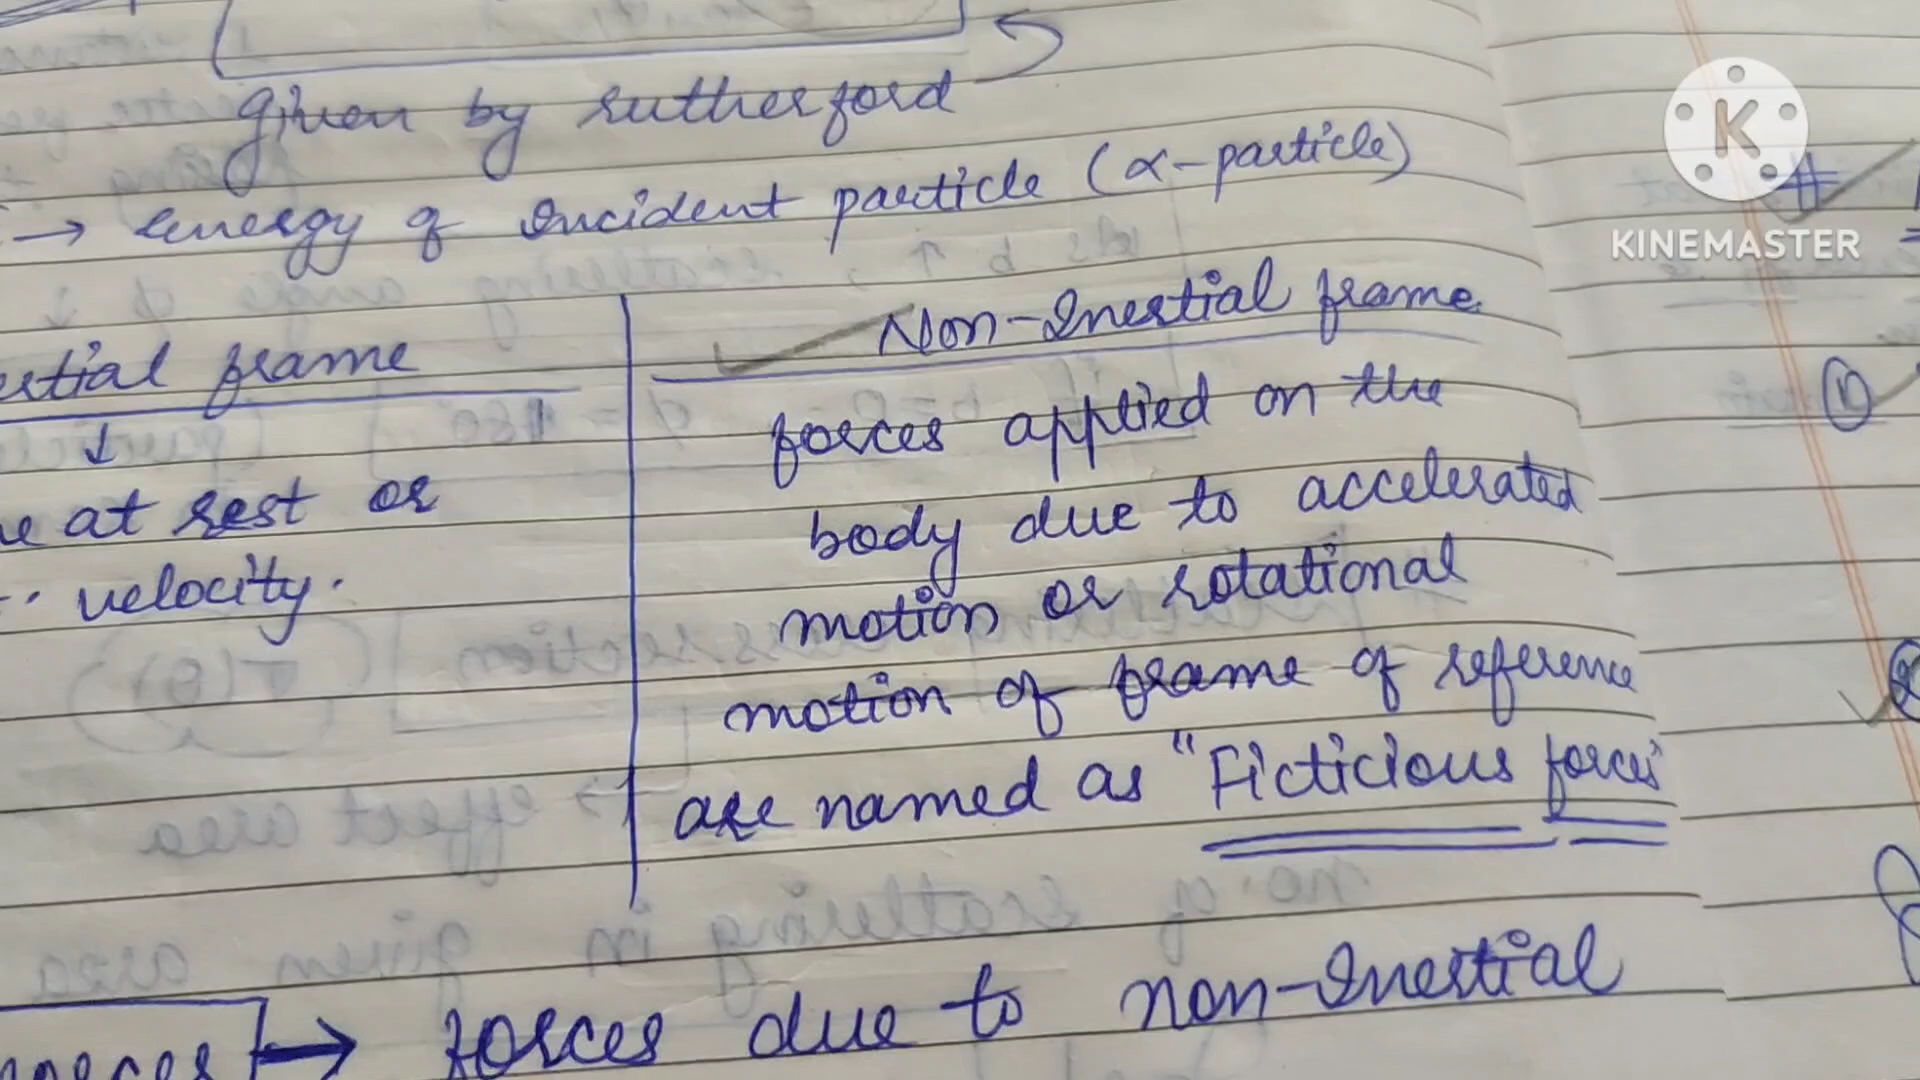 given by rutherford
→ energy of incident particle (α-particle)
KINEMASTER
frame
at rest or
velocity.
Non-Inertial frame
forces applied on the
body due to accelerated
motion or rotational
motion of frame of reference
are named as "Ficticious forces"
→ forces due to non-Inertial